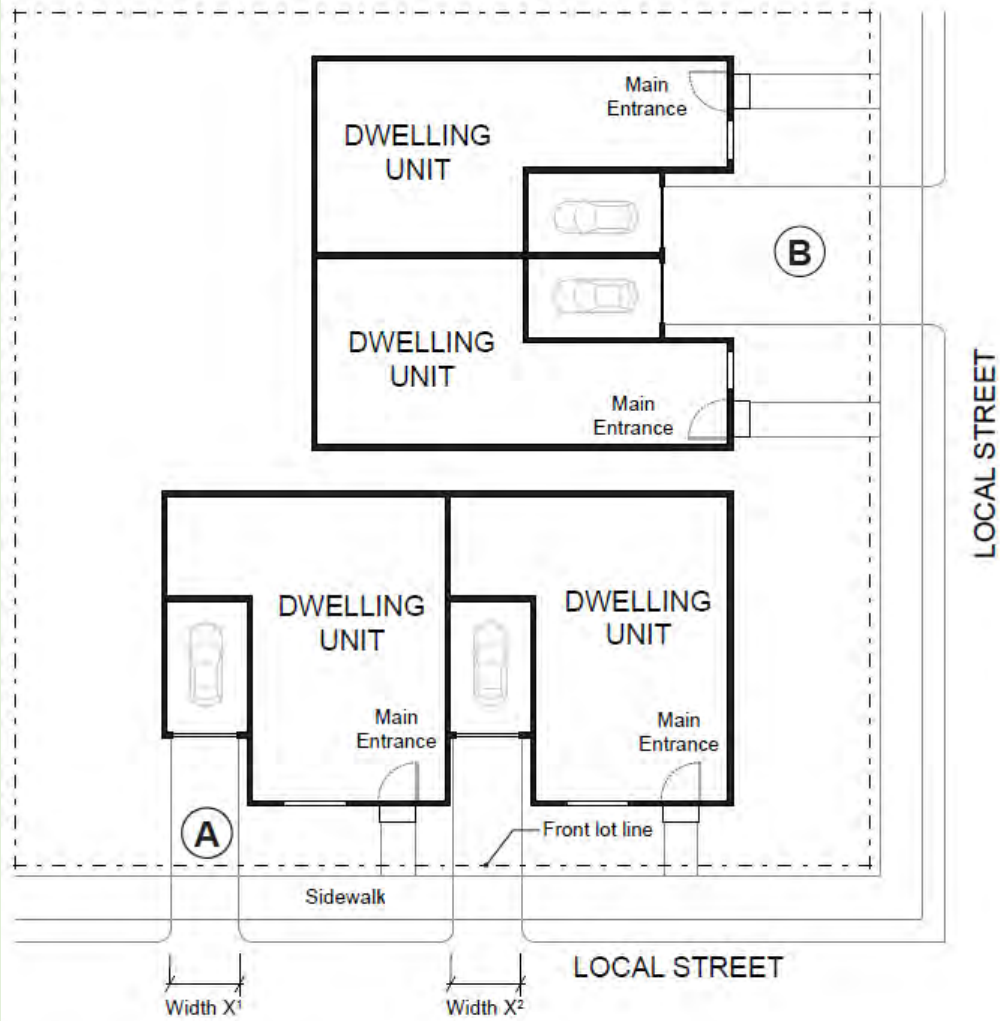 Main
Entrance
DWELLING
UNIT
B
DWELLING
UNIT
Main
Entrance
LOCAL STREET
DWELLING
UNIT
DWELLING
UNIT
Main
Entrance
Main
Entrance
A
Front lot line
Sidewalk
LOCAL STREET
Width X¹
Width X²